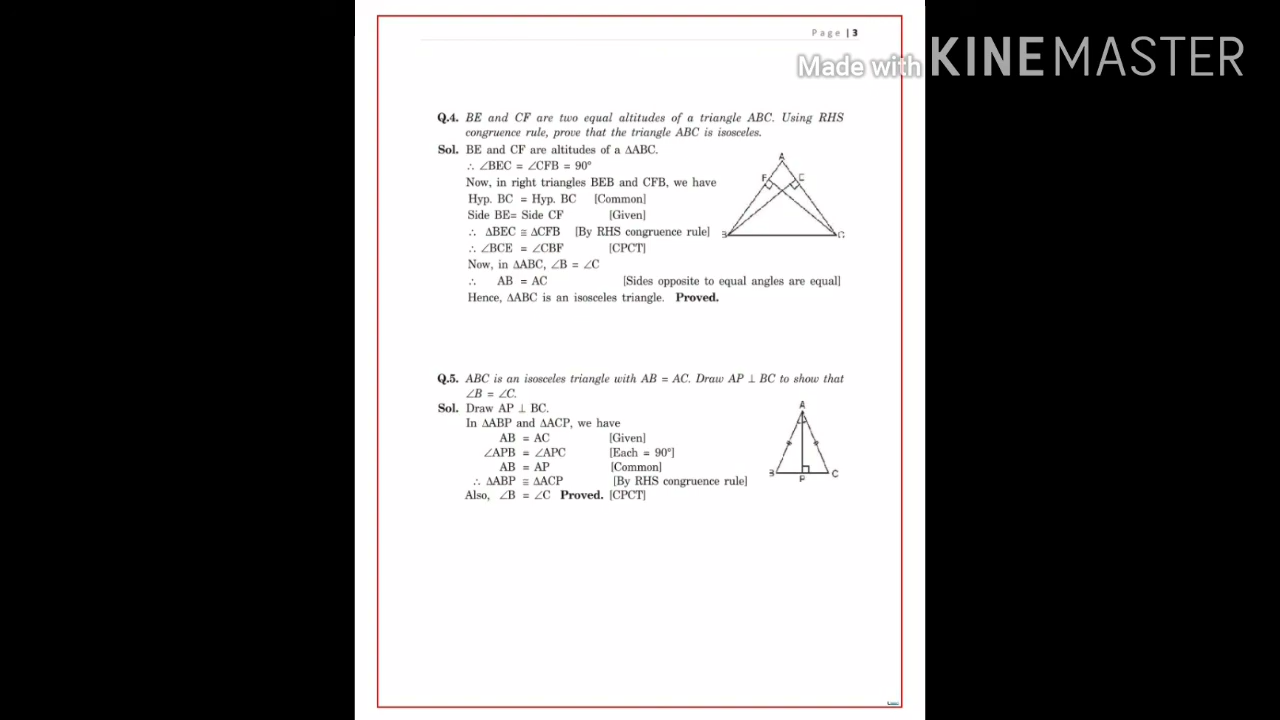 Page | 3
Made with KINEMASTER
Q.4. BE and CF are two equal altitudes of a triangle ABC. Using RHS
congruence rule, prove that the triangle ABC is isosceles.
Sol. BE and CF are altitudes of a ΔABC.
∴ ∠BEC = ∠CFB = 90°
Now, in right triangles BEB and CFB, we have
Hyp. BC = Hyp. BC [Common]
Side BE= Side CF [Given]
∴ ΔBEC ≅ ΔCFB [By RHS congruence rule]
∴ ∠BCE = ∠CBF [CPCT]
Now, in ΔABC, ∠B = ∠C
∴ AB = AC [Sides opposite to equal angles are equal]
Hence, ΔABC is an isosceles triangle. Proved.
A
F E
B C
Q.5. ABC is an isosceles triangle with AB = AC. Draw AP ⊥ BC to show that
∠B = ∠C.
Sol. Draw AP ⊥ BC.
In ΔABP and ΔACP, we have
AB = AC [Given]
∠APB = ∠APC [Each = 90°]
AB = AP [Common]
∴ ΔABP ≅ ΔACP [By RHS congruence rule]
Also, ∠B = ∠C Proved. [CPCT]
A
B P C